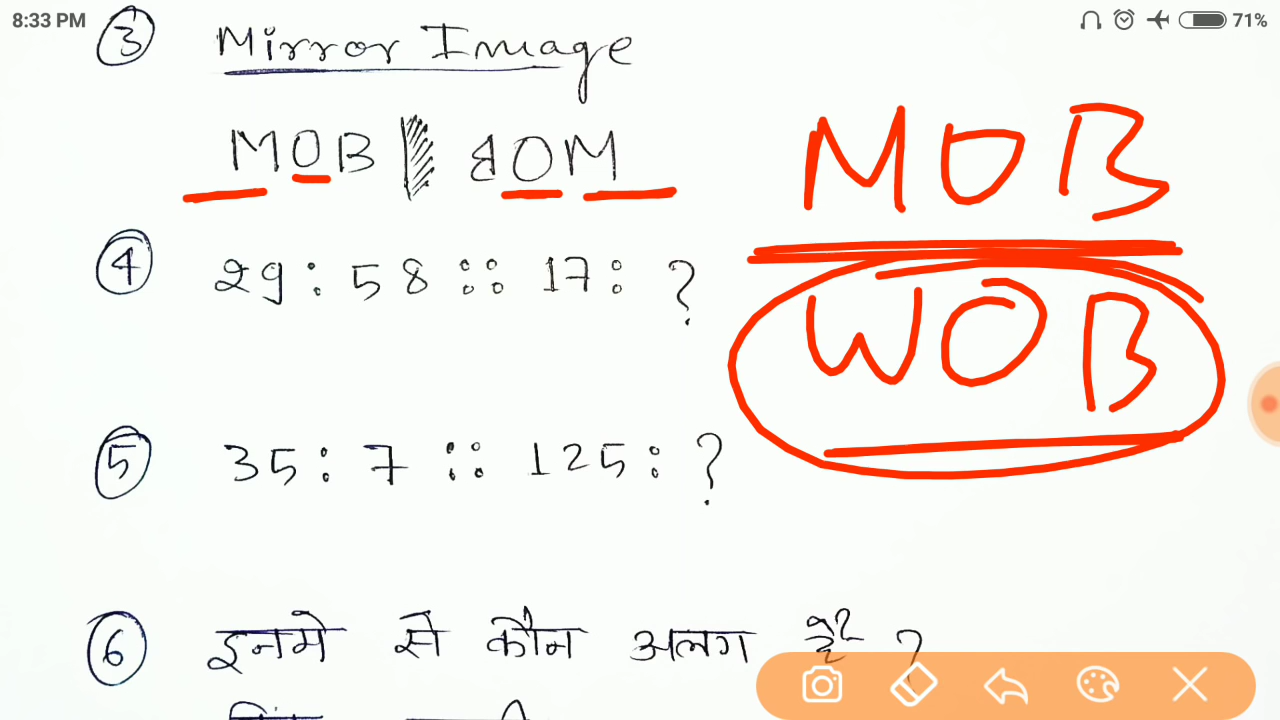 8:33 PM 71%
③ Mirror Image
MOB ᗺOM
MOB
④ 29 : 58 :: 17 : ?
WOB
⑤ 35 : 7 :: 125 : ?
⑥ इनमे से कौन अलग है ?